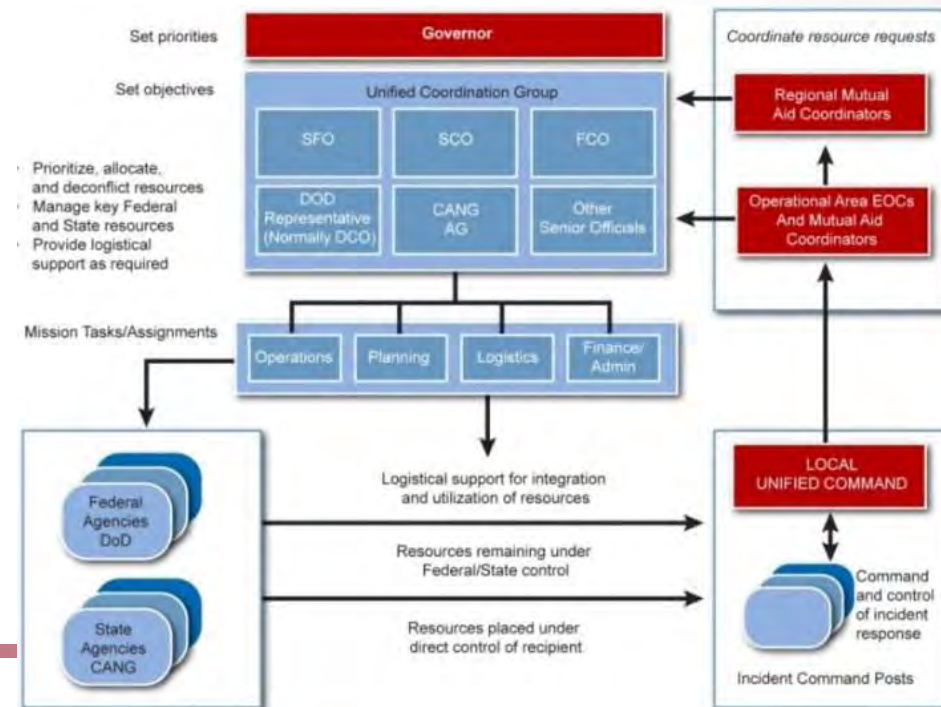 Set priorities
Governor
Coordinate resource requests
Set objectives
Unified Coordination Group
SFO
SCO
FCO
DOD
Representative
(Normally DCO)
CANG
AG
Other
Senior Officials
Regional Mutual
Aid Coordinators
Operational Area EOCs
And Mutual Aid
Coordinators
Prioritize, allocate,
and deconflict resources
Manage key Federal
and State resources
Provide logistical
support as required
Mission Tasks/Assignments
Operations
Planning
Logistics
Finance/
Admin
Federal
Agencies
DoD
State
Agencies
CANG
Logistical support for integration
and utilization of resources
Resources remaining under
Federal/State control
Resources placed under
direct control of recipient
LOCAL
UNIFIED COMMAND
Command
and control
of incident
response
Incident Command Posts